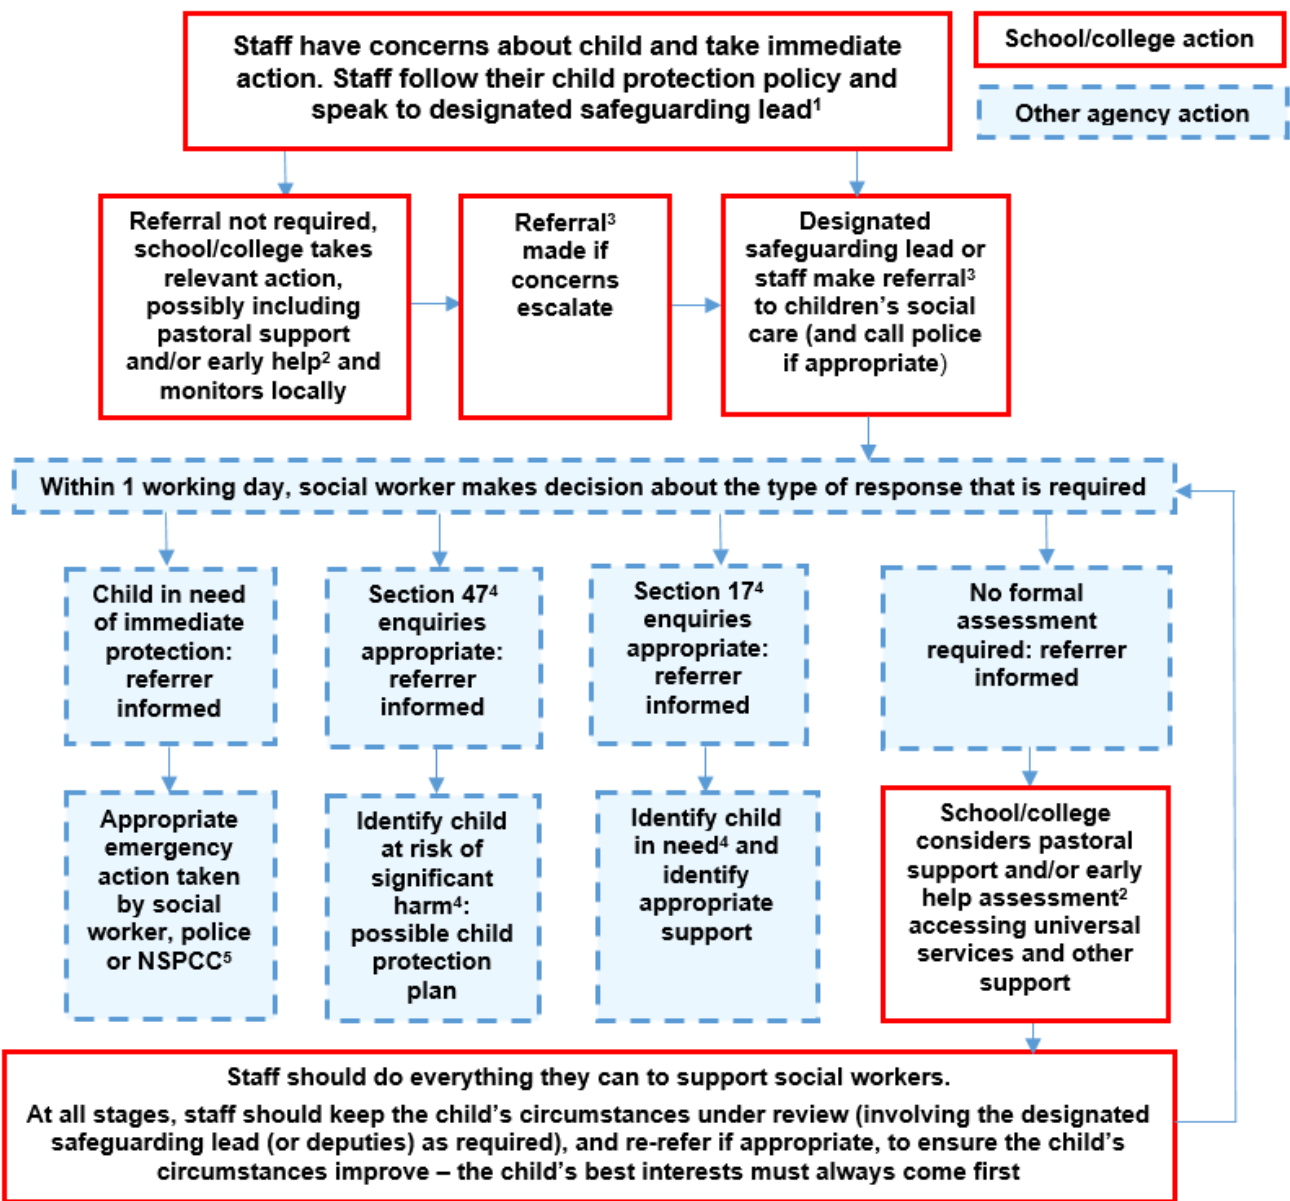 Staff have concerns about child and take immediate
action. Staff follow their child protection policy and
speak to designated safeguarding lead¹
School/college action
Other agency action
Referral not required,
school/college takes
relevant action,
possibly including
pastoral support
and/or early help² and
monitors locally
Referral³
made if
concerns
escalate
Designated
safeguarding lead or
staff make referral³
to children’s social
care (and call police
if appropriate)
Within 1 working day, social worker makes decision about the type of response that is required
Child in need
of immediate
protection:
referrer
informed
Section 47⁴
enquiries
appropriate:
referrer
informed
Section 17⁴
enquiries
appropriate:
referrer
informed
No formal
assessment
required: referrer
informed
Appropriate
emergency
action taken
by social
worker, police
or NSPCC⁵
Identify child
at risk of
significant
harm⁴:
possible child
protection
plan
Identify child
in need⁴ and
identify
appropriate
support
School/college
considers pastoral
support and/or early
help assessment²
accessing universal
services and other
support
Staff should do everything they can to support social workers.
At all stages, staff should keep the child’s circumstances under review (involving the designated
safeguarding lead (or deputies) as required), and re-refer if appropriate, to ensure the child’s
circumstances improve – the child’s best interests must always come first